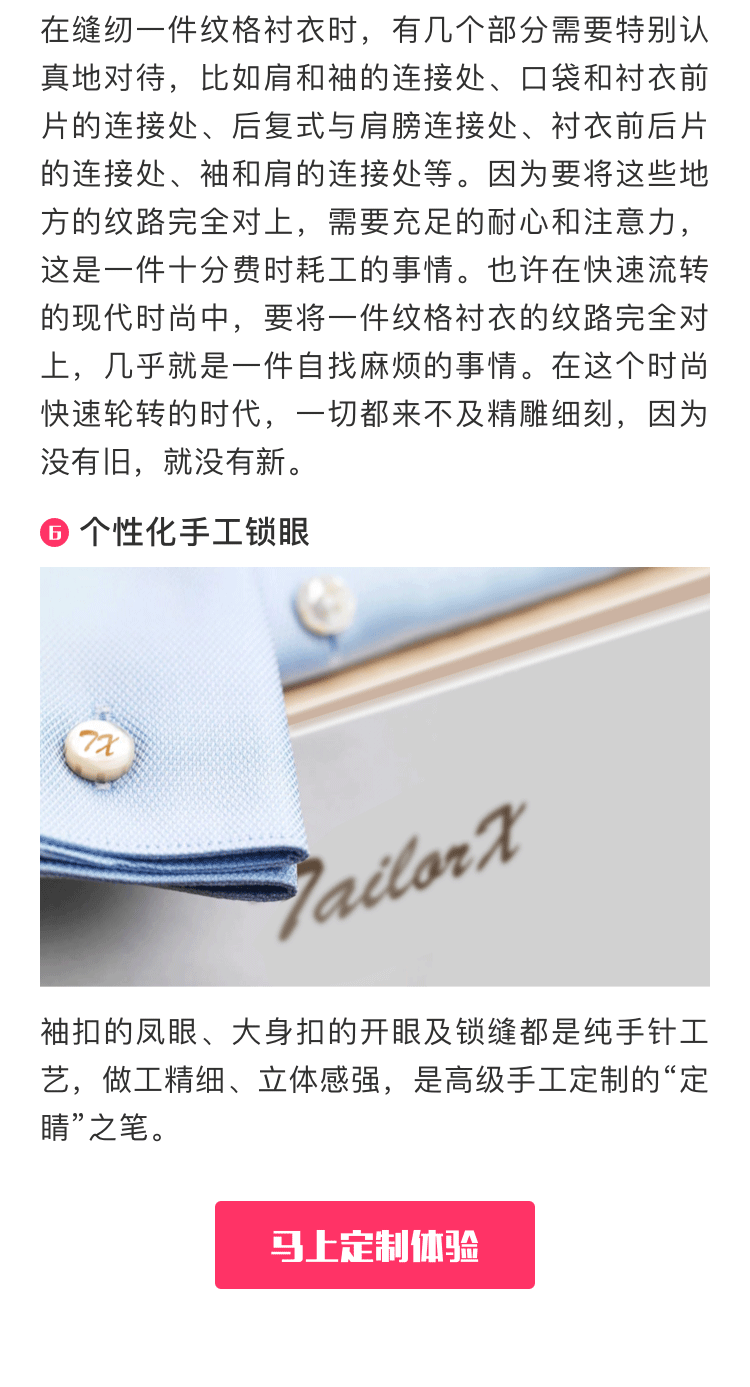 在缝纫一件纹格衬衣时，有几个部分需要特别认
真地对待，比如肩和袖的连接处、口袋和衬衣前
片的连接处、后复式与肩膀连接处、衬衣前后片
的连接处、袖和肩的连接处等。因为要将这些地
方的纹路完全对上，需要充足的耐心和注意力，
这是一件十分费时耗工的事情。也许在快速流转
的现代时尚中，要将一件纹格衬衣的纹路完全对
上，几乎就是一件自找麻烦的事情。在这个时尚
快速轮转的时代，一切都来不及精雕细刻，因为
没有旧，就没有新。
6 个性化手工锁眼
TX
TailorX
袖扣的凤眼、大身扣的开眼及锁缝都是纯手针工
艺，做工精细、立体感强，是高级手工定制的“定
睛”之笔。
马上定制体验